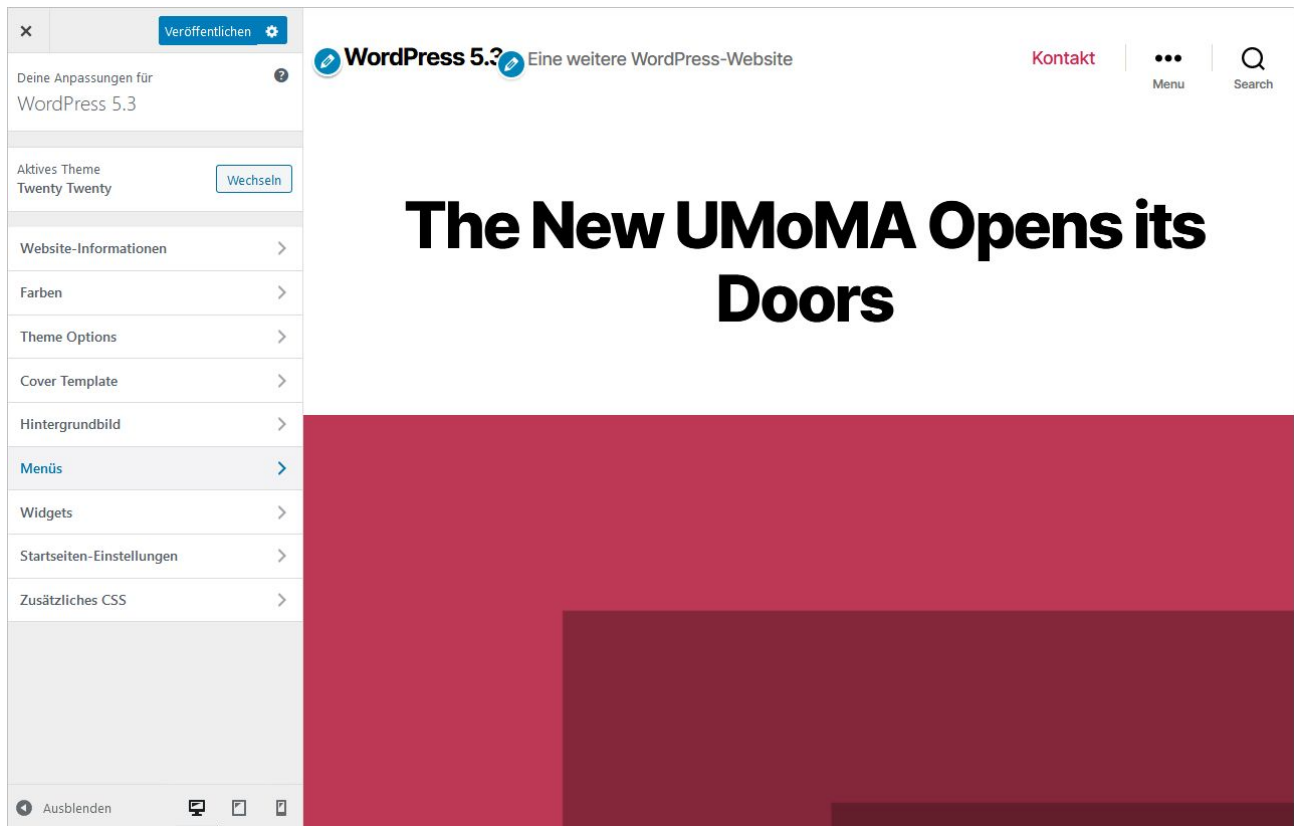 Veröffentlichen
Deine Anpassungen für
WordPress 5.3
Aktives Theme
Twenty Twenty
Wechseln
Website-Informationen
Farben
Theme Options
Cover Template
Hintergrundbild
Menüs
Widgets
Startseiten-Einstellungen
Zusätzliches CSS
Ausblenden
WordPress 5.3
Eine weitere WordPress-Website
Kontakt
Menu
Search
The New UMoMA Opens its
Doors